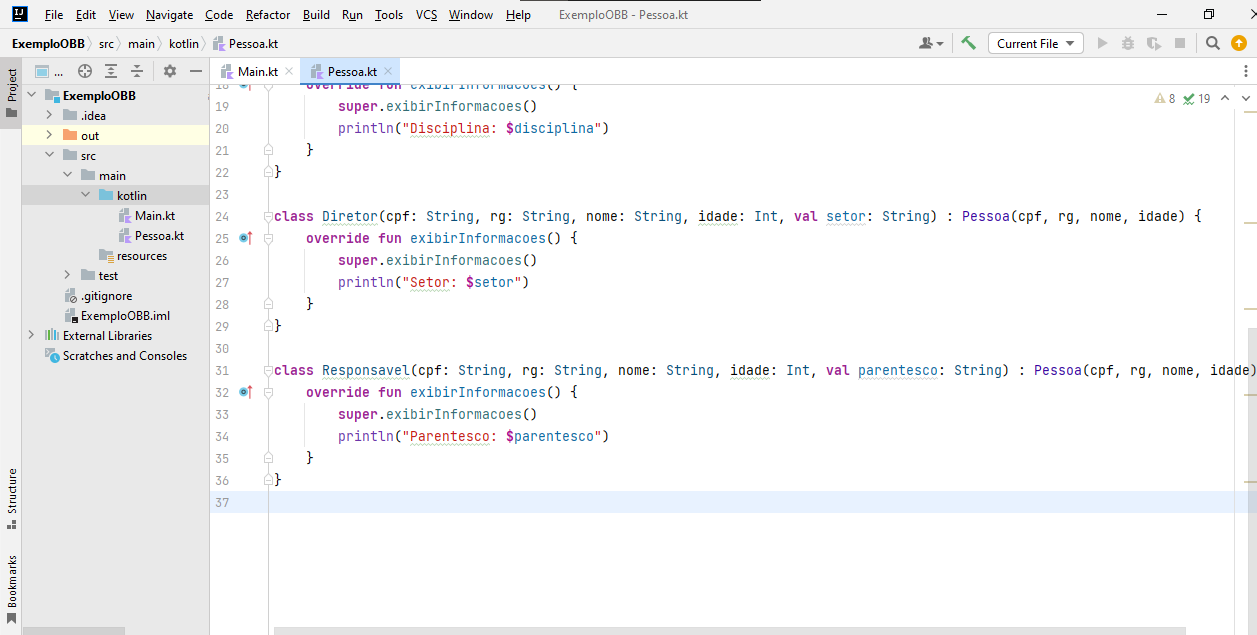 File Edit View Navigate Code Refactor Build Run Tools VCS Window Help ExemploOBB - Pessoa.kt
ExemploOBB src main kotlin Pessoa.kt Current File
Project
... Main.kt Pessoa.kt
ExemploOBB
.idea
out
src
main
kotlin
Main.kt
Pessoa.kt
resources
test
.gitignore
ExemploOBB.iml
External Libraries
Scratches and Consoles
Structure
Bookmarks
8 19
18 override fun exibirInformacoes() {
19 super.exibirInformacoes()
20 println("Disciplina: $disciplina")
21 }
22 }
23
24 class Diretor(cpf: String, rg: String, nome: String, idade: Int, val setor: String) : Pessoa(cpf, rg, nome, idade) {
25 override fun exibirInformacoes() {
26 super.exibirInformacoes()
27 println("Setor: $setor")
28 }
29 }
30
31 class Responsavel(cpf: String, rg: String, nome: String, idade: Int, val parentesco: String) : Pessoa(cpf, rg, nome, idade)
32 override fun exibirInformacoes() {
33 super.exibirInformacoes()
34 println("Parentesco: $parentesco")
35 }
36 }
37